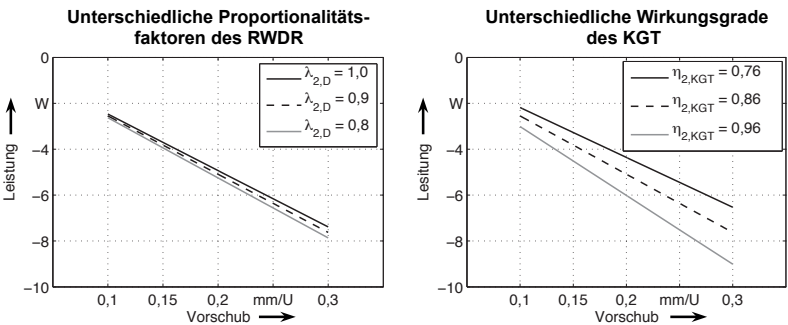 Unterschiedliche Proportionalitäts-
faktoren des RWDR
0
W
−4
−6
−8
−10
Leistung
λ2,D = 1,0
λ2,D = 0,9
λ2,D = 0,8
0,1 0,15 0,2 mm/U 0,3
Vorschub
Unterschiedliche Wirkungsgrade
des KGT
0
W
−4
−6
−8
−10
Lesitung
η2,KGT = 0,76
η2,KGT = 0,86
η2,KGT = 0,96
0,1 0,15 0,2 mm/U 0,3
Vorschub